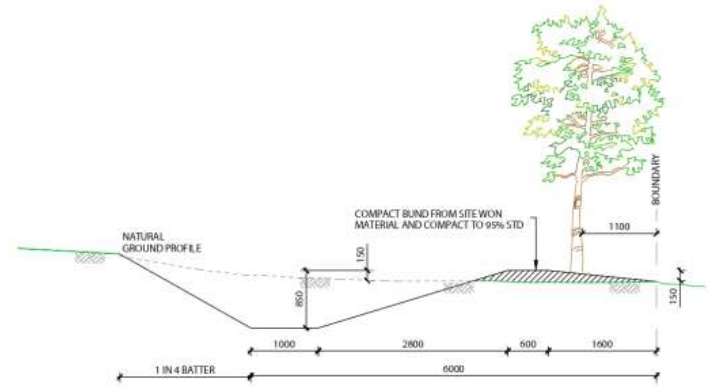 BOUNDARY
COMPACT BUND FROM SITE WON
MATERIAL AND COMPACT TO 95% STD
1100
NATURAL
GROUND PROFILE
150
850
150
1000
2800
600
1600
1 IN 4 BATTER
6000